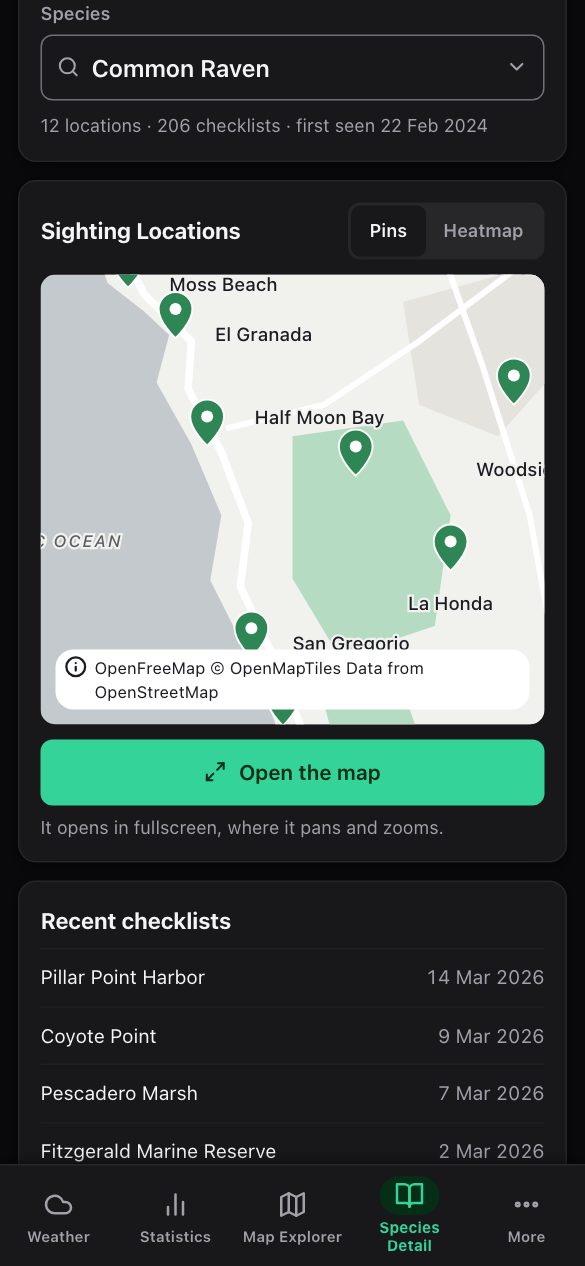 Species
Common Raven
12 locations · 206 checklists · first seen 22 Feb 2024
Sighting Locations
Pins
Heatmap
Moss Beach
El Granada
Half Moon Bay
Woodsi
C OCEAN
La Honda
San Gregorio
OpenFreeMap © OpenMapTiles Data from
OpenStreetMap
Open the map
It opens in fullscreen, where it pans and zooms.
Recent checklists
Pillar Point Harbor 14 Mar 2026
Coyote Point 9 Mar 2026
Pescadero Marsh 7 Mar 2026
Fitzgerald Marine Reserve 2 Mar 2026
Weather
Statistics
Map Explorer
Species
Detail
More